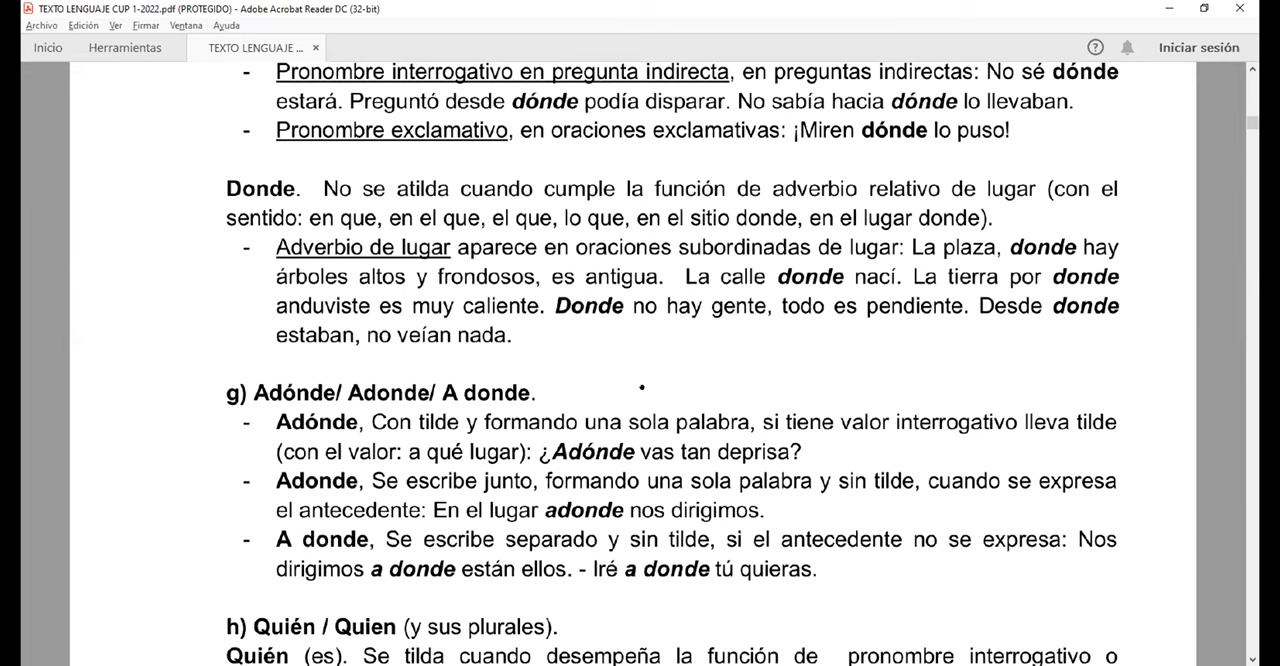 TEXTO LENGUAJE CUP 1-2022.pdf (PROTEGIDO) - Adobe Acrobat Reader DC (32-bit)
Archivo Edición Ver Firmar Ventana Ayuda
Inicio Herramientas TEXTO LENGUAJE ... × Iniciar sesión
- Pronombre interrogativo en pregunta indirecta, en preguntas indirectas: No sé dónde
estará. Preguntó desde dónde podía disparar. No sabía hacia dónde lo llevaban.
- Pronombre exclamativo, en oraciones exclamativas: ¡Miren dónde lo puso!
Donde. No se atilda cuando cumple la función de adverbio relativo de lugar (con el
sentido: en que, en el que, el que, lo que, en el sitio donde, en el lugar donde).
- Adverbio de lugar aparece en oraciones subordinadas de lugar: La plaza, donde hay
árboles altos y frondosos, es antigua. La calle donde nací. La tierra por donde
anduviste es muy caliente. Donde no hay gente, todo es pendiente. Desde donde
estaban, no veían nada.
g) Adónde/ Adonde/ A donde.
- Adónde, Con tilde y formando una sola palabra, si tiene valor interrogativo lleva tilde
(con el valor: a qué lugar): ¿Adónde vas tan deprisa?
- Adonde, Se escribe junto, formando una sola palabra y sin tilde, cuando se expresa
el antecedente: En el lugar adonde nos dirigimos.
- A donde, Se escribe separado y sin tilde, si el antecedente no se expresa: Nos
dirigimos a donde están ellos. - Iré a donde tú quieras.
h) Quién / Quien (y sus plurales).
Quién (es). Se tilda cuando desempeña la función de pronombre interrogativo o